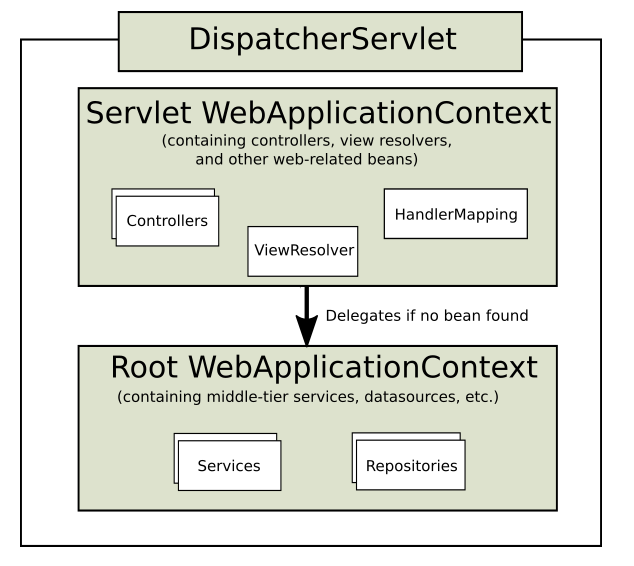 DispatcherServlet
Servlet WebApplicationContext
(containing controllers, view resolvers,
and other web-related beans)
Controllers
HandlerMapping
ViewResolver
Delegates if no bean found
Root WebApplicationContext
(containing middle-tier services, datasources, etc.)
Services
Repositories